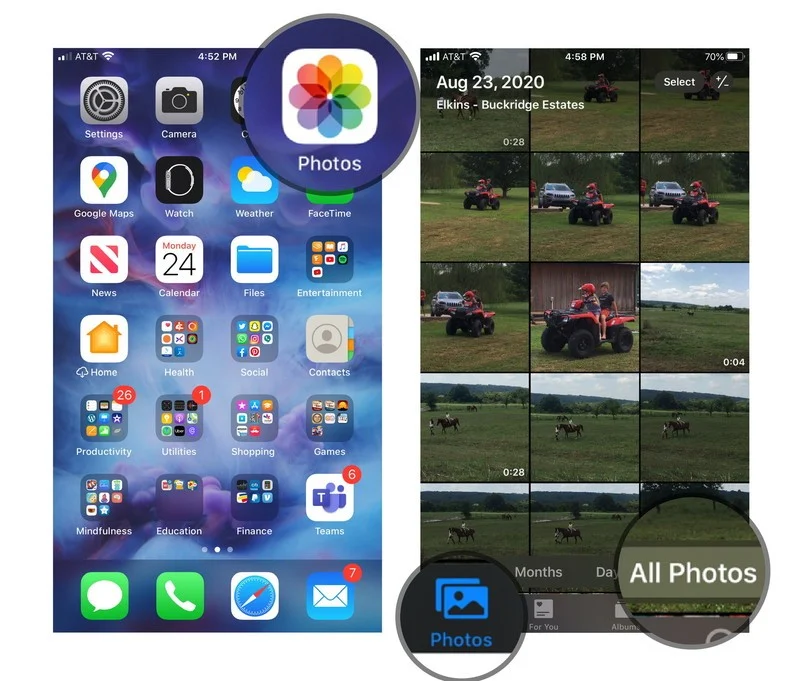 AT&T 4:52 PM
Photos
Settings Camera
Google Maps Watch Weather FaceTime
Monday
24
News Calendar Files Entertainment
Home Health Social Contacts
26 1
Productivity Utilities Shopping Games
6
T
Mindfulness Education Finance Teams
7
AT&T 4:58 PM 70%
Aug 23, 2020 Select
Elkins - Buckridge Estates
0:28
0:04
0:28
Months All Photos
Photos For You